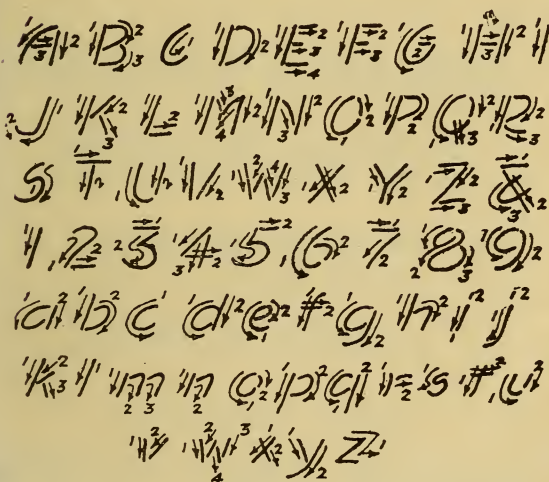 A B C D E F G H I
J K L M N O P Q R
S T U V W X Y Z &
1 2 3 4 5 6 7 8 9
a b c d e f g h i j
k l m n o p q r s t u
v w x y z